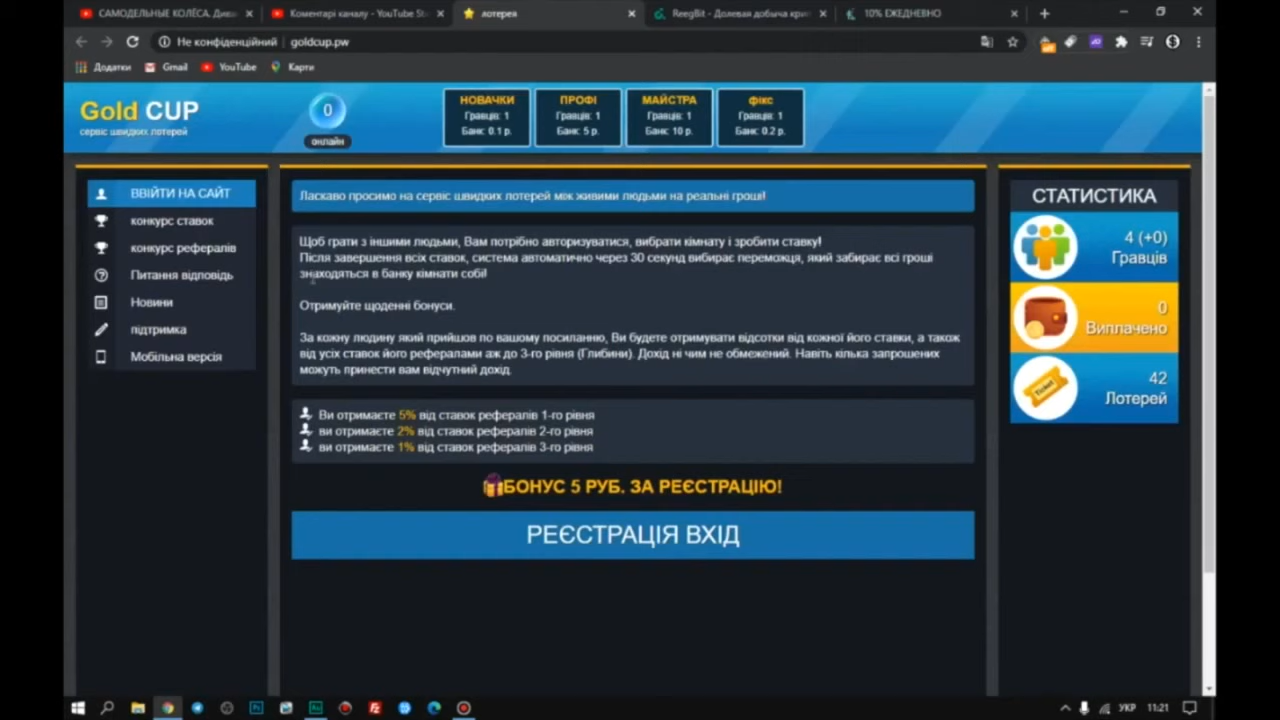 САМОДЕЛЬНЫЕ КОЛЁСА. Дива
Коментарі каналу - YouTube St
лотерея
ReegBit - Долевая добыча кри
10% ЕЖЕДНЕВНО
Не конфіденційний
goldcup.pw
Додатки
Gmail
YouTube
Карти
Gold CUP
сервіс швидких лотерей
0
онлайн
НОВАЧКИ
Гравців: 1
Банк: 0.1 р.
ПРОФІ
Гравців: 1
Банк: 5 р.
МАЙСТРА
Гравців: 1
Банк: 10 р.
фікс
Гравців: 1
Банк: 0.2 р.
ВВІЙТИ НА САЙТ
конкурс ставок
конкурс рефералів
Питання відповідь
Новини
підтримка
Мобільна версія
Ласкаво просимо на сервіс швидких лотерей між живими людьми на реальні гроші!
Щоб грати з іншими людьми, Вам потрібно авторизуватися, вибрати кімнату і зробити ставку!
Після завершення всіх ставок, система автоматично через 30 секунд вибирає переможця, який забирає всі гроші
знаходяться в банку кімнати собі!
Отримуйте щоденні бонуси.
За кожну людину який прийшов по вашому посиланню, Ви будете отримувати відсотки від кожної його ставки, а також
від усіх ставок його рефералами аж до 3-го рівня (Глибини). Дохід ні чим не обмежений. Навіть кілька запрошених
можуть принести вам відчутний дохід.
Ви отримаєте 5% від ставок рефералів 1-го рівня
ви отримаєте 2% від ставок рефералів 2-го рівня
ви отримаєте 1% від ставок рефералів 3-го рівня
БОНУС 5 РУБ. ЗА РЕЄСТРАЦІЮ!
РЕЄСТРАЦІЯ ВХІД
СТАТИСТИКА
4 (+0)
Гравців
0
Виплачено
Ticket
42
Лотерей
УКР
11:21